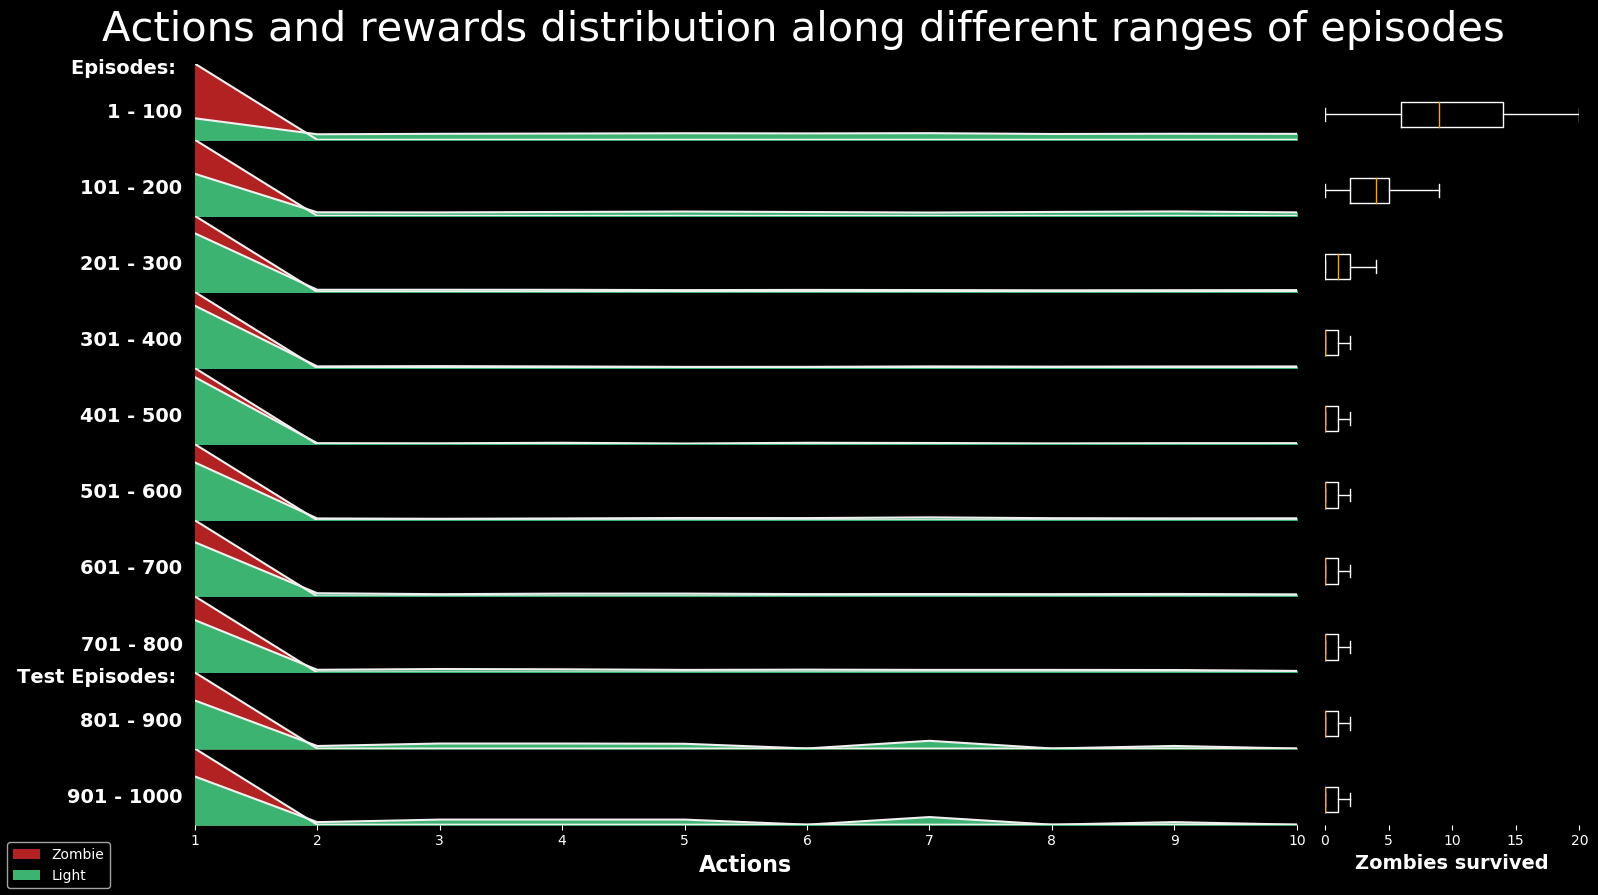 Actions and rewards distribution along different ranges of episodes
Episodes:
1 - 100
101 - 200
201 - 300
301 - 400
401 - 500
501 - 600
601 - 700
701 - 800
Test Episodes:
801 - 900
901 - 1000
1 2 3 4 5 6 7 8 9 10
Actions
0 5 10 15 20
Zombies survived
Zombie
Light